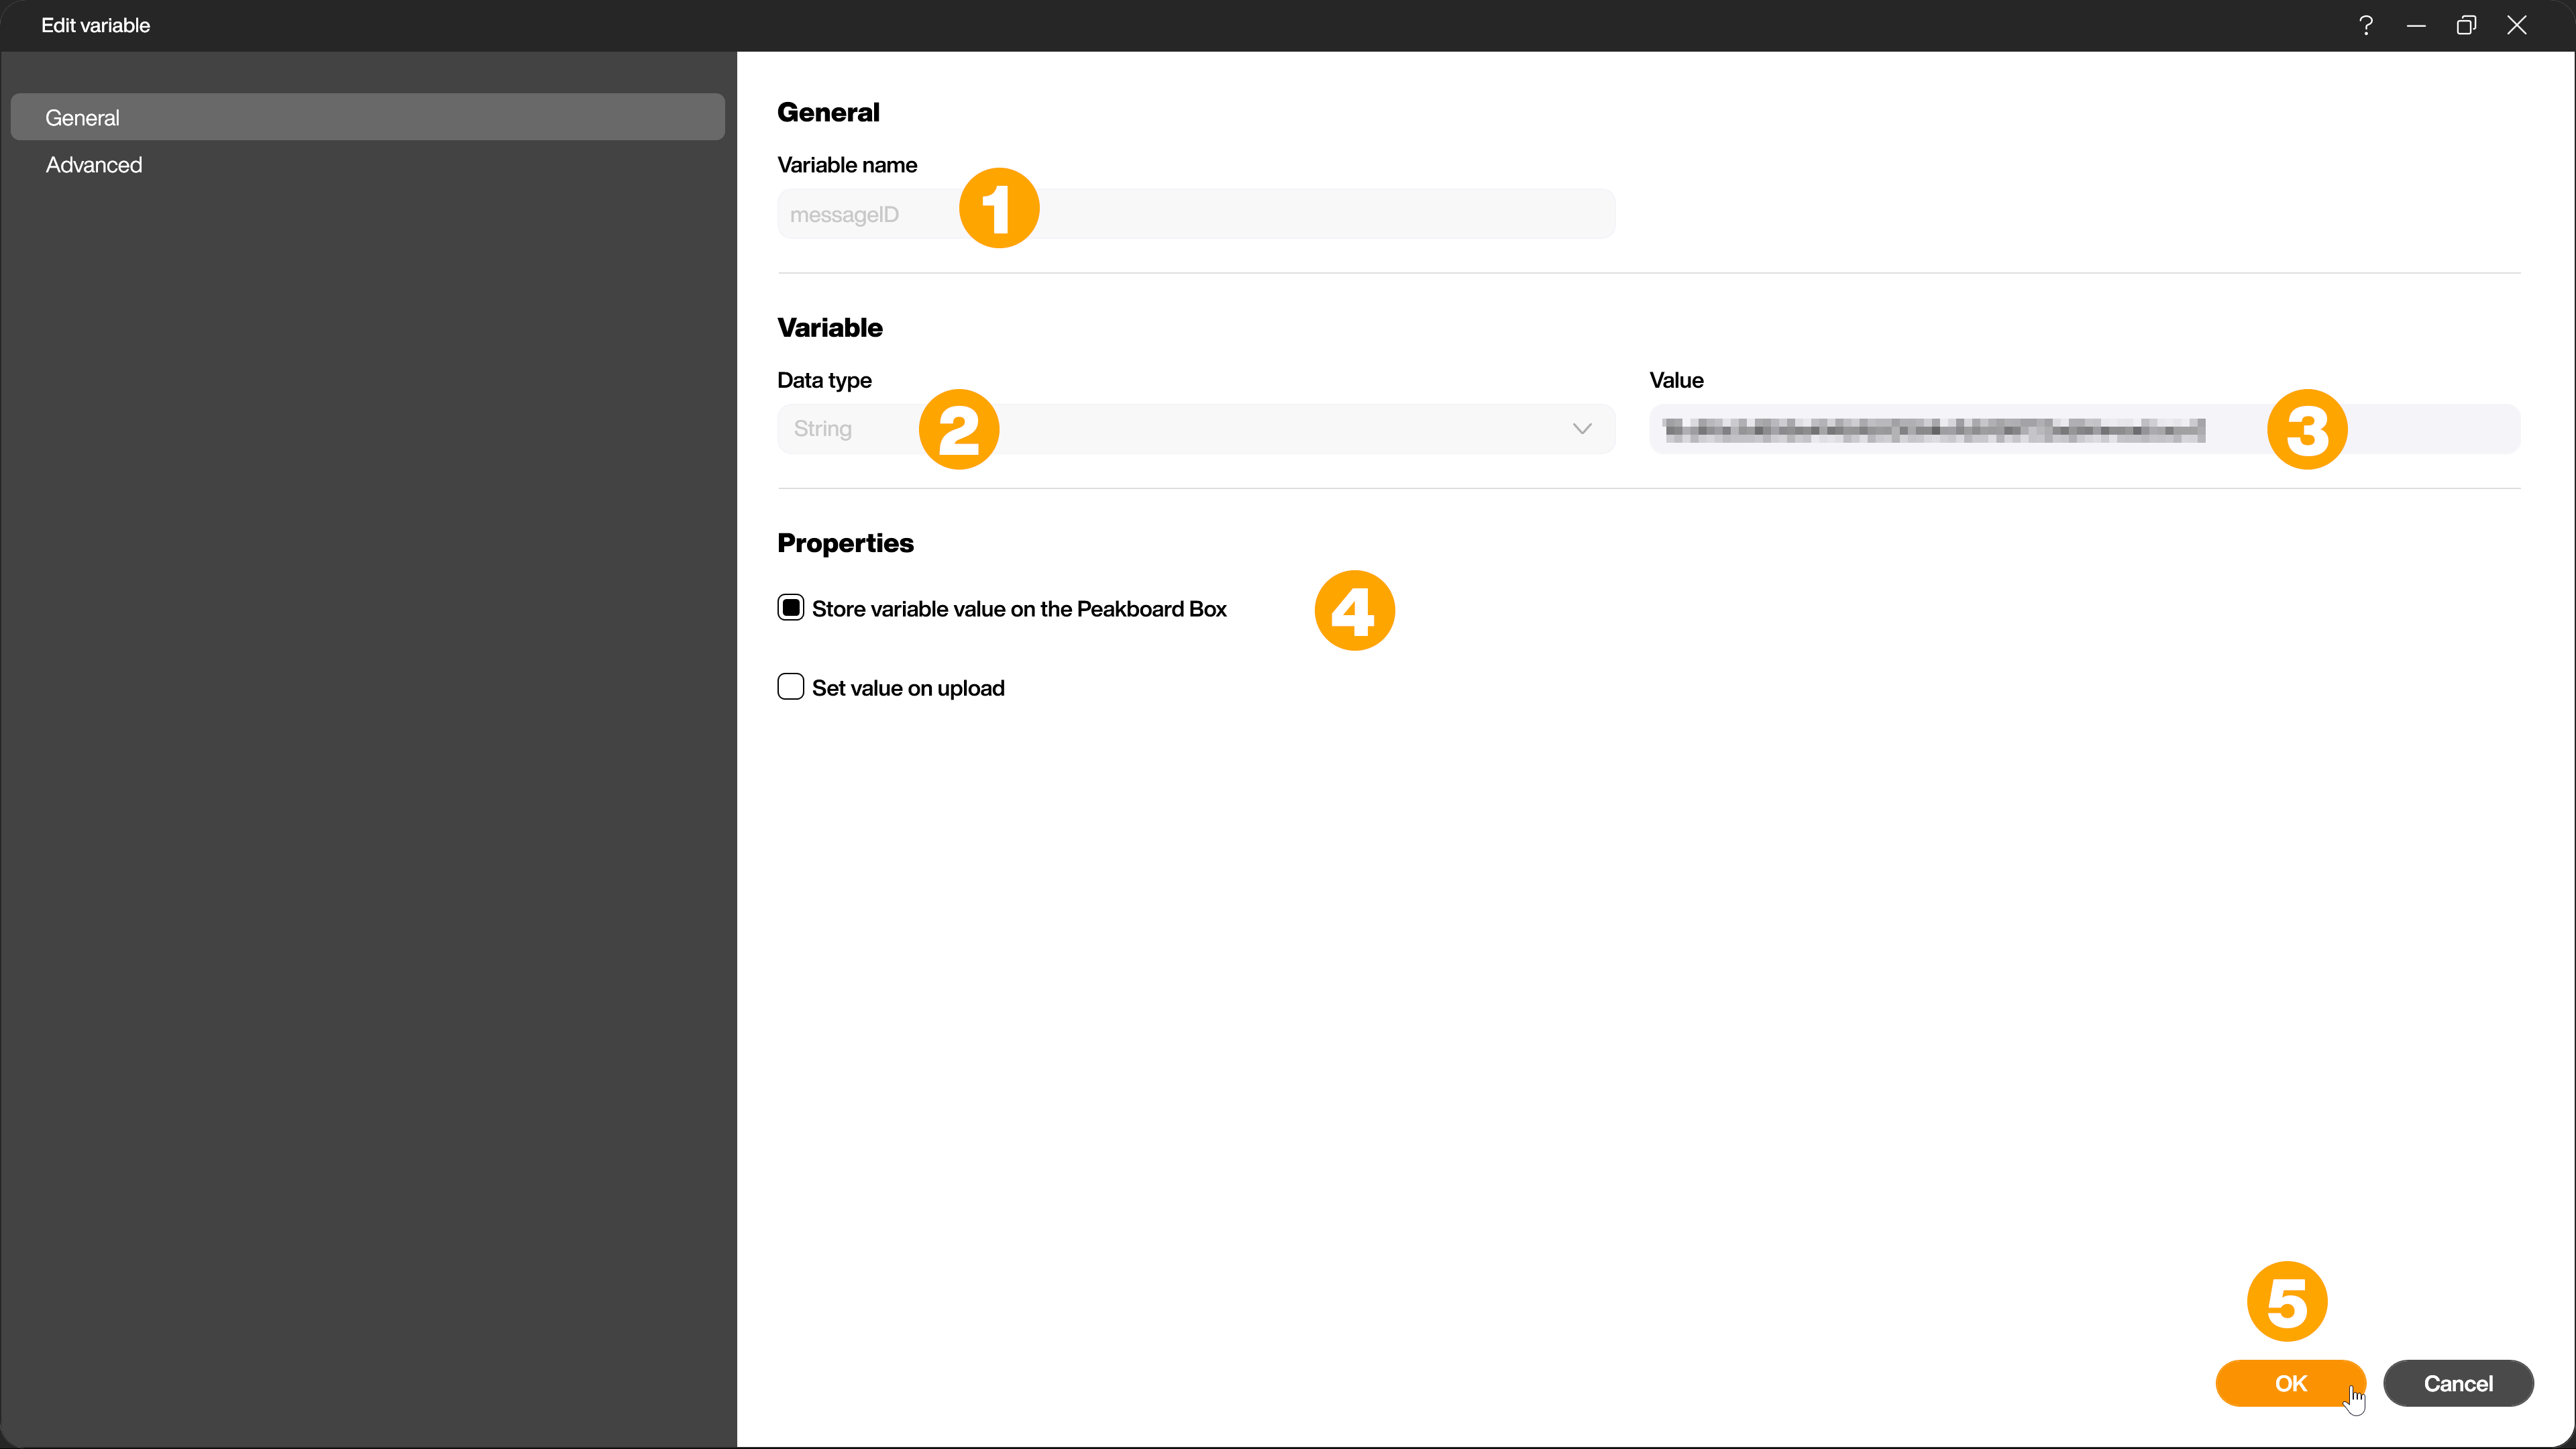 Edit variable
General
Advanced
General
Variable name
messageID
1
Variable
Data type
Value
String
2
3
Properties
Store variable value on the Peakboard Box
4
Set value on upload
5
OK
Cancel